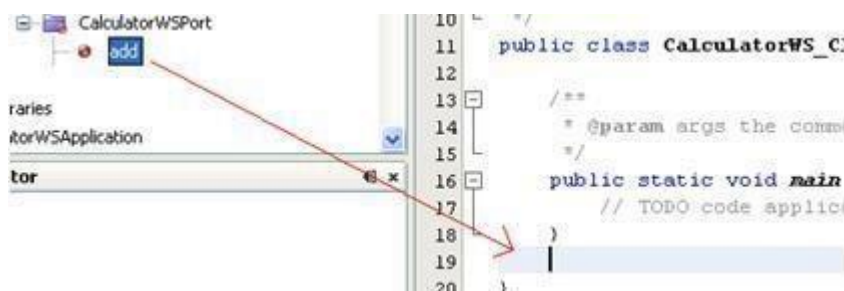 CalculatorWSPort
add
raries
torWSApplication
tor
10 */
11 public class CalculatorWS_Cl
12
13 /**
14 * @param args the comm
15 */
16 public static void main
17 // TODO code applica
18 }
19
20 }